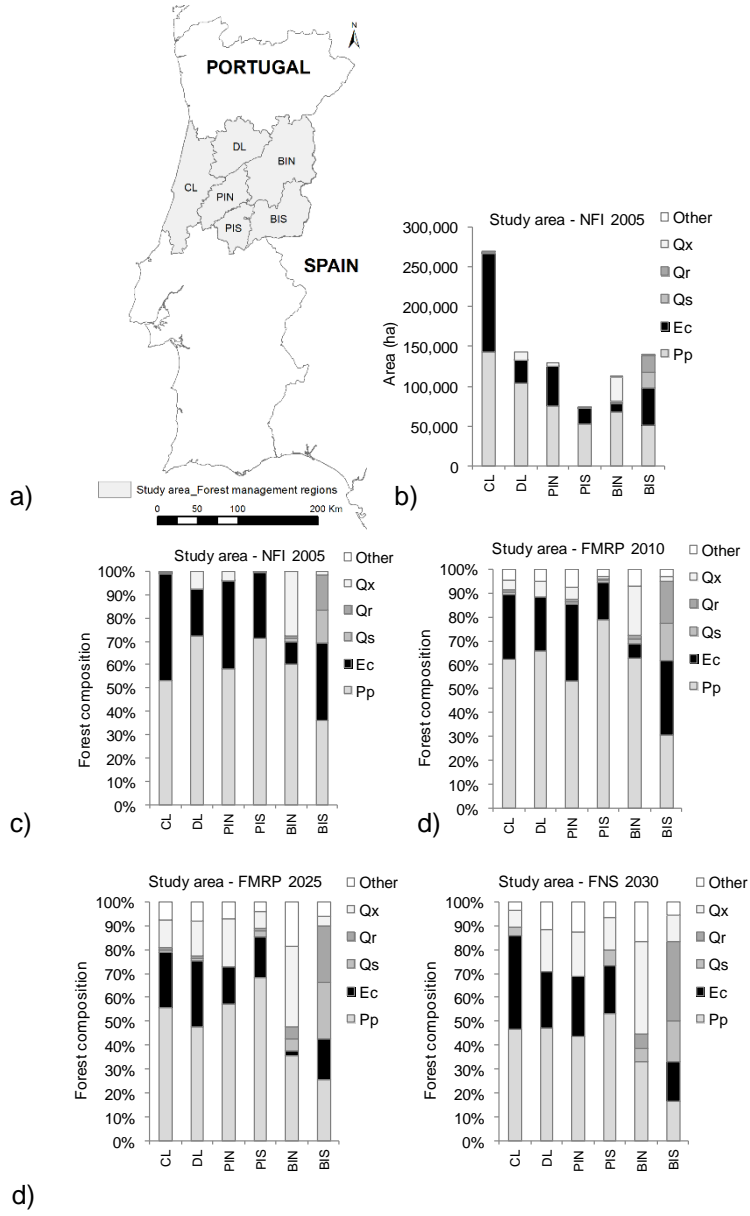 N
PORTUGAL
DL
BIN
CL
PIN
PIS
BIS
SPAIN
a)
Study area_Forest management regions
0 50 100 200 Km
b)
Study area - NFI 2005
Area (ha)
300,000
250,000
200,000
150,000
100,000
50,000
0
CL DL PIN PIS BIN BIS
Other
Qx
Qr
Qs
Ec
Pp
c)
Study area - NFI 2005
Forest composition
100%
90%
80%
70%
60%
50%
40%
30%
20%
10%
0%
CL DL PIN PIS BIN BIS
Other
Qx
Qr
Qs
Ec
Pp
d)
Study area - FMRP 2010
Forest composition
100%
90%
80%
70%
60%
50%
40%
30%
20%
10%
0%
CL DL PIN PIS BIN BIS
Other
Qx
Qr
Qs
Ec
Pp
Study area - FMRP 2025
Forest composition
100%
90%
80%
70%
60%
50%
40%
30%
20%
10%
0%
CL DL PIN PIS BIN BIS
Other
Qx
Qr
Qs
Ec
Pp
Study area - FNS 2030
Forest composition
100%
90%
80%
70%
60%
50%
40%
30%
20%
10%
0%
CL DL PIN PIS BIN BIS
Other
Qx
Qr
Qs
Ec
Pp
d)